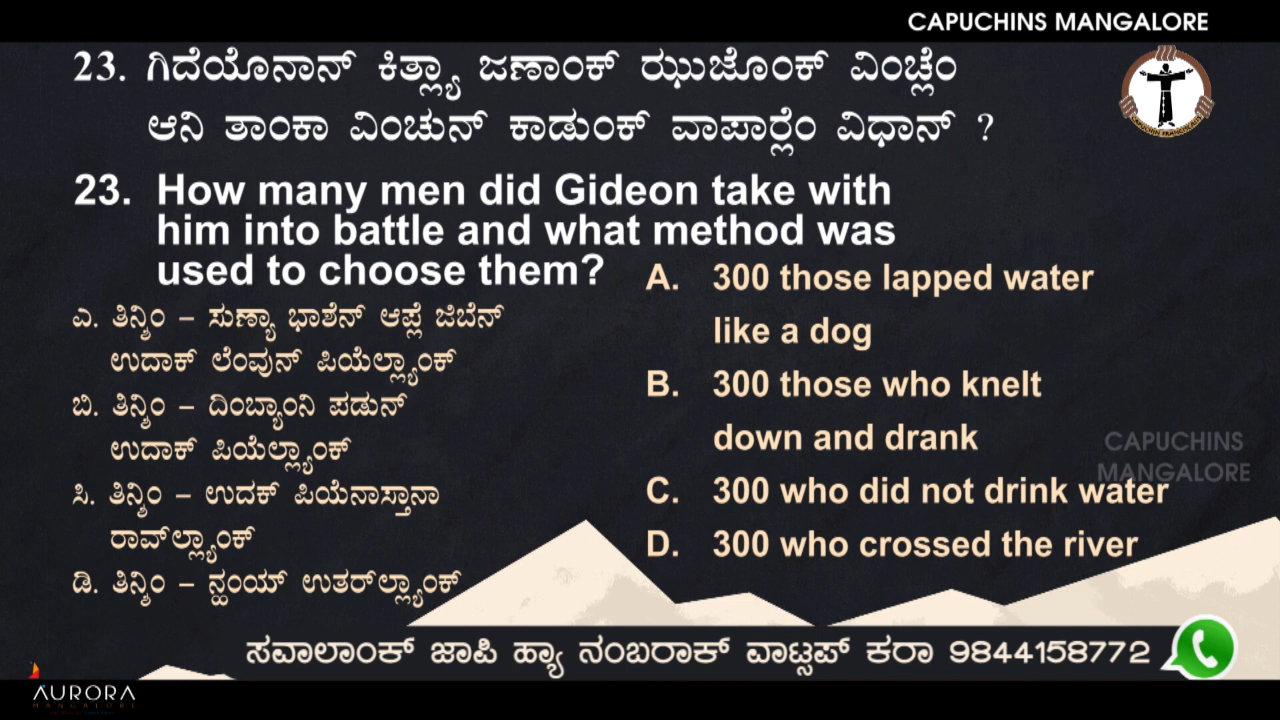 CAPUCHINS MANGALORE
23. ಗಿದೆಯೊನಾನ್ ಕಿತ್ಲ್ಯಾ ಜಣಾಂಕ್ ಝುಜೊಂಕ್ ವಿಂಚ್ಲೆಂ
ಆನಿ ತಾಂಕಾ ವಿಂಚುನ್ ಕಾಡುಂಕ್ ವಾಪಾರ್‍ಲೆಂ ವಿಧಾನ್ ?
23. How many men did Gideon take with
him into battle and what method was
used to choose them?
ಎ. ತಿನ್ಶಿಂ – ಸುಣ್ಯಾ ಭಾಶೆನ್ ಆಪ್ಲೆ ಜಿಬೆನ್
ಉದಾಕ್ ಲೆಂವುನ್ ಪಿಯೆಲ್ಲ್ಯಾಂಕ್
ಬಿ. ತಿನ್ಶಿಂ – ದಿಂಬ್ಯಾಂನಿ ಪಡುನ್
ಉದಾಕ್ ಪಿಯೆಲ್ಲ್ಯಾಂಕ್
ಸಿ. ತಿನ್ಶಿಂ – ಉದಕ್ ಪಿಯೆನಾಸ್ತಾನಾ
ರಾವ್‌ಲ್ಲ್ಯಾಂಕ್
ಡಿ. ತಿನ್ಶಿಂ – ನ್ಹಂಯ್ ಉತರ್‌ಲ್ಲ್ಯಾಂಕ್
A. 300 those lapped water
like a dog
B. 300 those who knelt
down and drank
C. 300 who did not drink water
D. 300 who crossed the river
CAPUCHINS
MANGALORE
ಸವಾಲಾಂಕ್ ಜಾಪಿ ಹ್ಯಾ ನಂಬರಾಕ್ ವಾಟ್ಸಪ್ ಕರಾ 9844158772
AURORA
MANGALORE